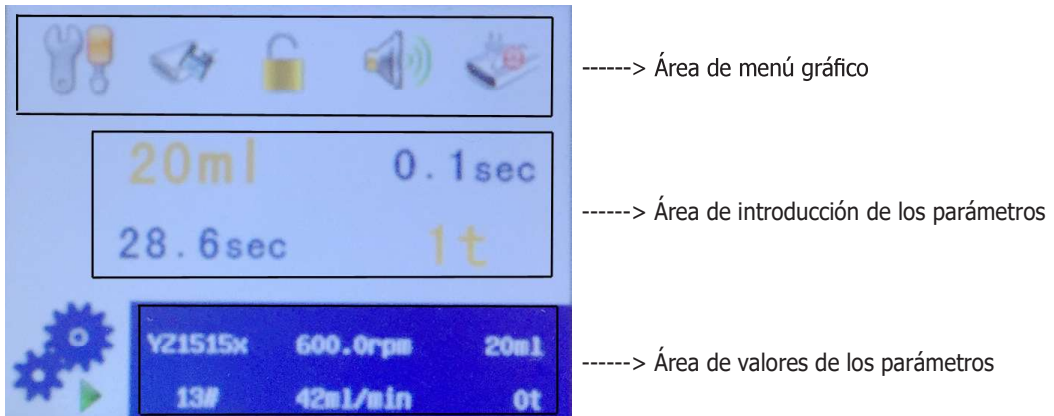 ------> Área de menú gráfico
20ml 0.1sec
------> Área de introducción de los parámetros
28.6sec 1t
YZ1515x 600.0rpm 20ml
------> Área de valores de los parámetros
13# 42ml/min 0t